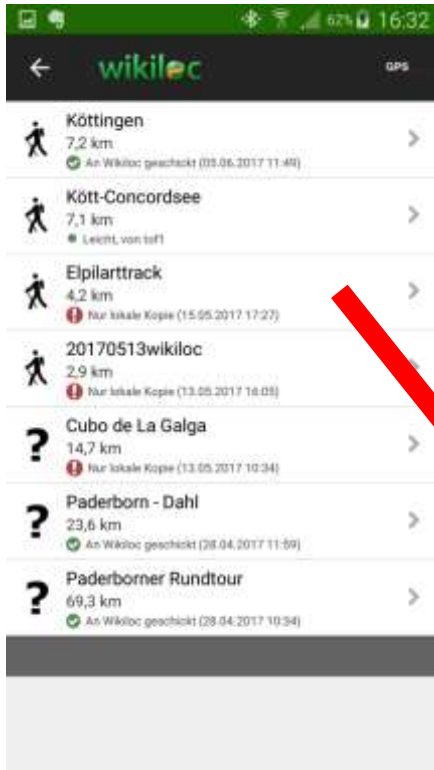 62% 16:32
wikiloc GPS
Köttingen
7,2 km
An Wikiloc geschickt (05.06.2017 11:49)
Kött-Concordsee
7,1 km
Leicht, von tof1
Elpilarttrack
4,2 km
Nur lokale Kopie (15.05.2017 17:27)
20170513wikiloc
2,9 km
Nur lokale Kopie (13.05.2017 16:05)
Cubo de La Galga
14,7 km
Nur lokale Kopie (13.05.2017 10:34)
Paderborn - Dahl
23,6 km
An Wikiloc geschickt (28.04.2017 11:59)
Paderborner Rundtour
69,3 km
An Wikiloc geschickt (28.04.2017 10:34)